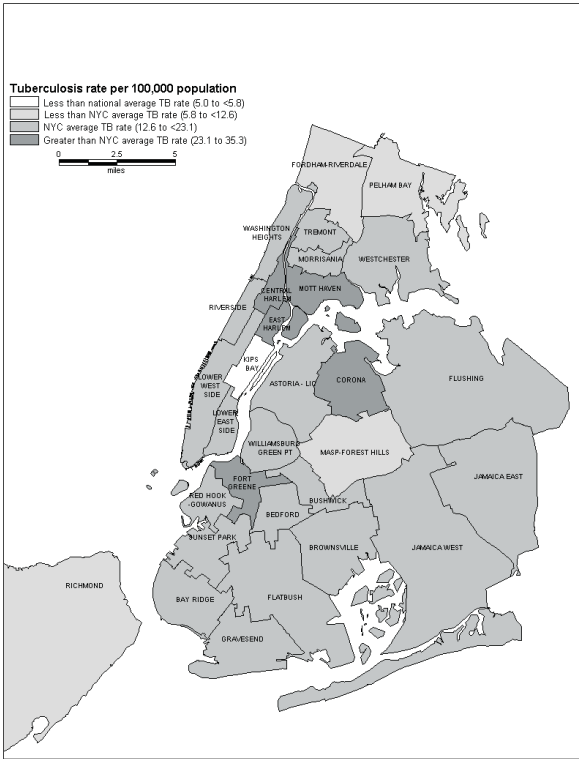 Tuberculosis rate per 100,000 population
Less than national average TB rate (5.0 to <5.8)
Less than NYC average TB rate (5.8 to <12.6)
NYC average TB rate (12.6 to <23.1)
Greater than NYC average TB rate (23.1 to 35.3)
0 2.5 5
miles
FORDHAM-RIVERDALE
PELHAM BAY
WASHINGTON
HEIGHTS
TREMONT
MORRISANIA
WESTCHESTER
CENTRAL
HARLEM
MOTT HAVEN
RIVERSIDE
EAST
HARLEM
KIPS
BAY
LOWER
WEST
SIDE
ASTORIA - LIC
CORONA
FLUSHING
LOWER
EAST
SIDE
WILLIAMSBURG
GREEN PT
MASP-FOREST HILLS
JAMAICA EAST
FORT
GREENE
RED HOOK
-GOWANUS
BUSHWICK
BEDFORD
SUNSET PARK
BROWNSVILLE
JAMAICA WEST
RICHMOND
BAY RIDGE
FLATBUSH
GRAVESEND